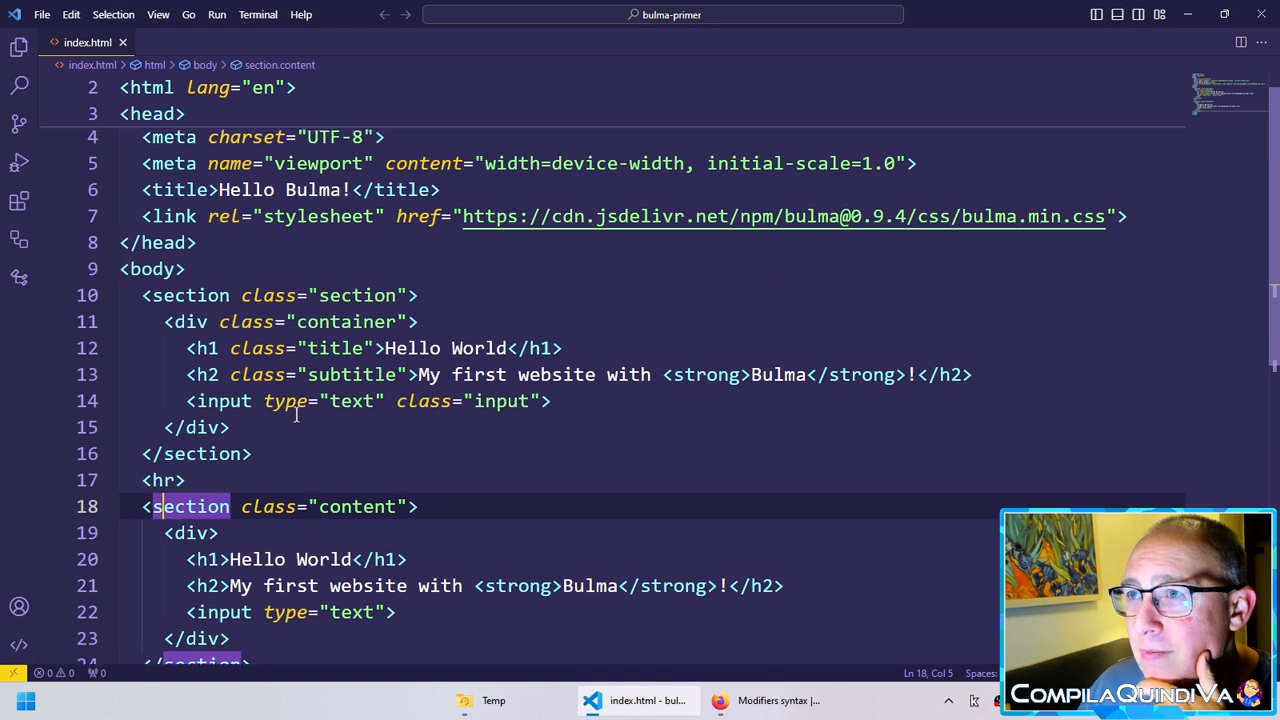 File Edit Selection View Go Run Terminal Help
bulma-primer
index.html
index.html > html > body > section.content
2 <html lang="en">
3 <head>
4 <meta charset="UTF-8">
5 <meta name="viewport" content="width=device-width, initial-scale=1.0">
6 <title>Hello Bulma!</title>
7 <link rel="stylesheet" href="https://cdn.jsdelivr.net/npm/bulma@0.9.4/css/bulma.min.css">
8 </head>
9 <body>
10 <section class="section">
11 <div class="container">
12 <h1 class="title">Hello World</h1>
13 <h2 class="subtitle">My first website with <strong>Bulma</strong>!</h2>
14 <input type="text" class="input">
15 </div>
16 </section>
17 <hr>
18 <section class="content">
19 <div>
20 <h1>Hello World</h1>
21 <h2>My first website with <strong>Bulma</strong>!</h2>
22 <input type="text">
23 </div>
24 </section>
0 0 0 Ln 18, Col 5 Spaces:
CompilaQuindiVa
Temp index.html - bul... Modifiers syntax |...